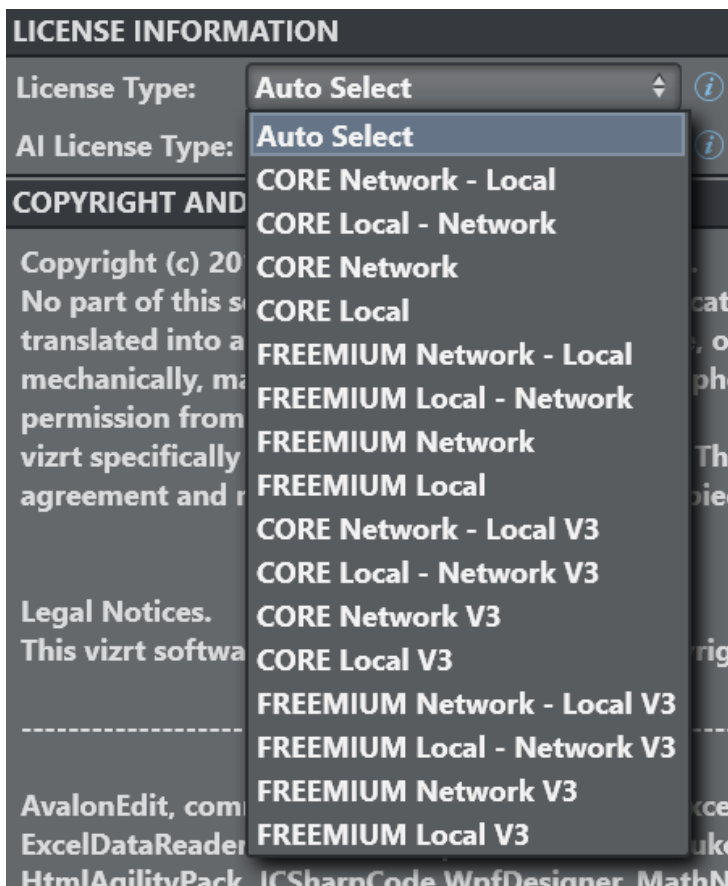 LICENSE INFORMATION
License Type:
Auto Select
AI License Type:
Auto Select
CORE Network - Local
CORE Local - Network
CORE Network
CORE Local
FREEMIUM Network - Local
FREEMIUM Local - Network
FREEMIUM Network
FREEMIUM Local
CORE Network - Local V3
CORE Local - Network V3
CORE Network V3
CORE Local V3
FREEMIUM Network - Local V3
FREEMIUM Local - Network V3
FREEMIUM Network V3
FREEMIUM Local V3
COPYRIGHT AND
Copyright (c)
No part of this
translated into a
mechanically,
permission from
vizrt specifically
agreement and
Legal Notices.
This vizrt
AvalonEdit,
ExcelDataReader
HtmlAgilityPack, ICSharpCode.WpfDesigner,